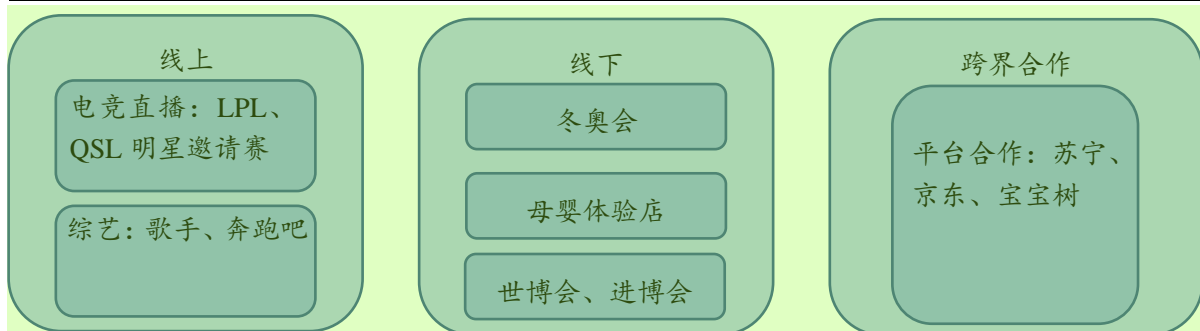 线上
电竞直播：LPL、
QSL 明星邀请赛
综艺：歌手、奔跑吧
线下
冬奥会
母婴体验店
世博会、进博会
跨界合作
平台合作：苏宁、
京东、宝宝树